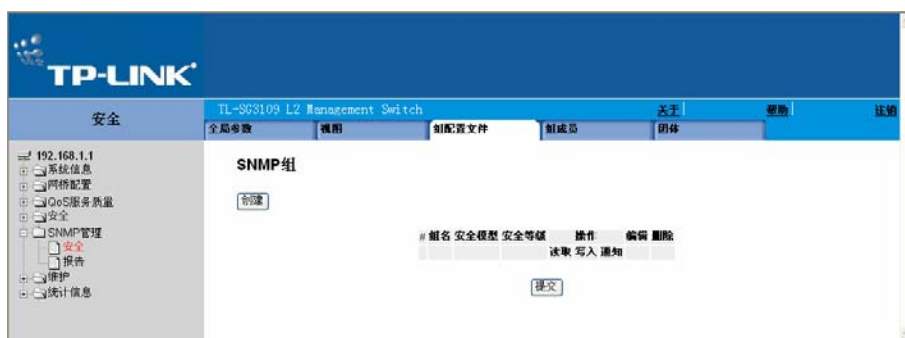 TP-LINK
安全
TL-SG3109 L2 Management Switch
关于
帮助
注销
全局参数
视图
组配置文件
组成员
团体
192.168.1.1
系统信息
网桥配置
QoS服务质量
安全
SNMP管理
安全
报告
维护
统计信息
SNMP组
创建
# 组名 安全模型 安全等级 操作 编辑 删除
读取 写入 通知
提交